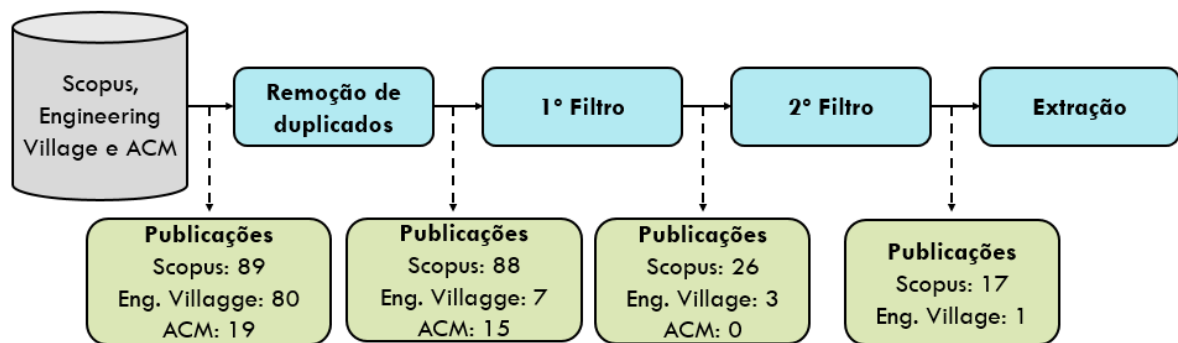 Scopus,
Engineering
Village e ACM
Remoção de
duplicados
1º Filtro
2º Filtro
Extração
Publicações
Scopus: 89
Eng. Villagge: 80
ACM: 19
Publicações
Scopus: 88
Eng. Villagge: 7
ACM: 15
Publicações
Scopus: 26
Eng. Village: 3
ACM: 0
Publicações
Scopus: 17
Eng. Village: 1